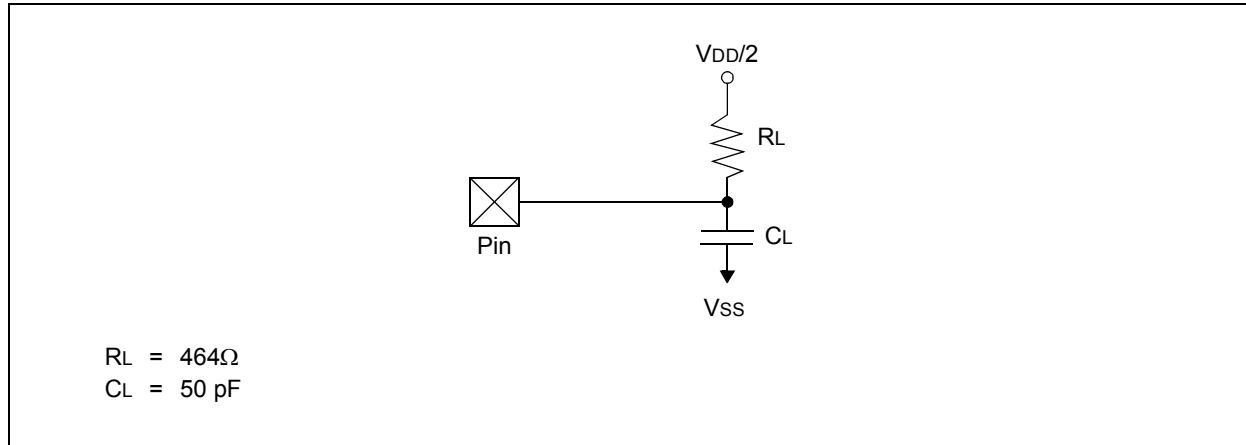 VDD/2
RL
Pin
CL
VSS
RL = 464Ω
CL = 50 pF